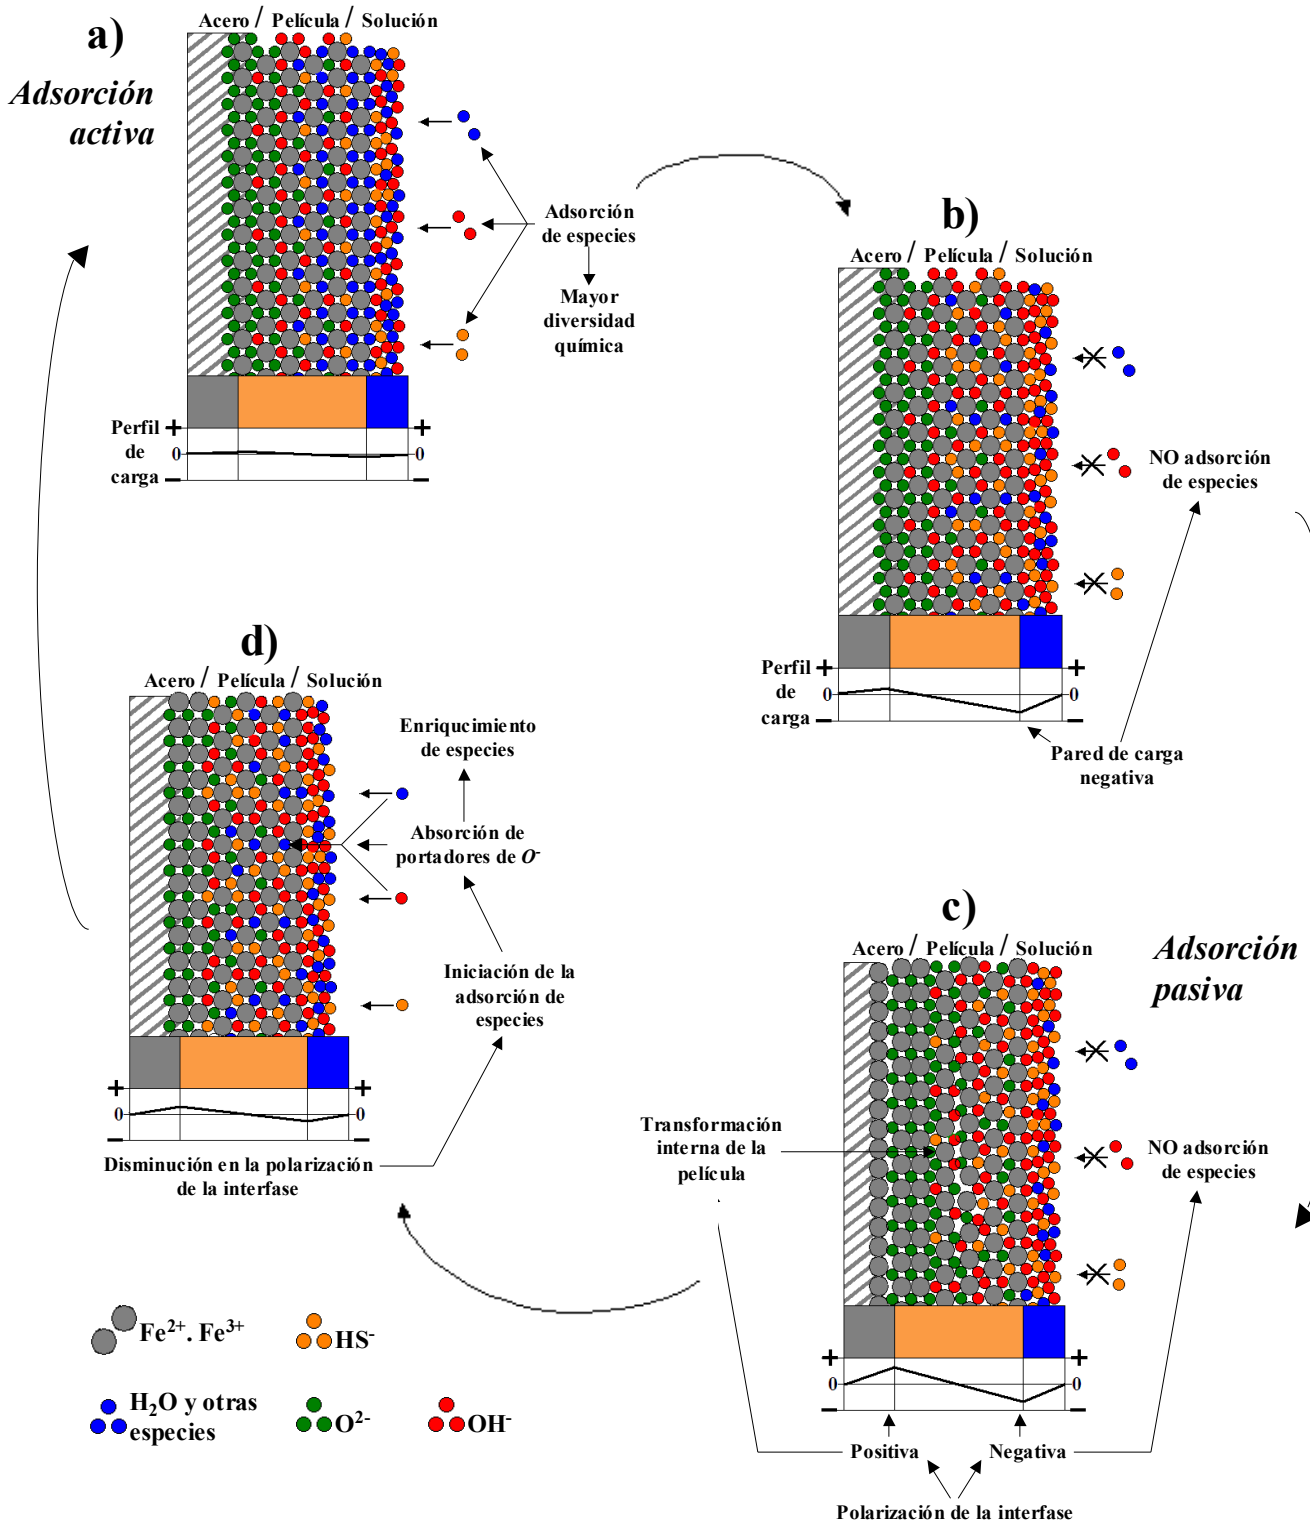 a)
Adsorción
activa
Acero / Película / Solución
Adsorción
de especies
Mayor
diversidad
química
Perfil
de
carga
+
0
−
+
0
−
b)
Acero / Película / Solución
NO adsorción
de especies
Perfil
de
carga
+
0
−
+
0
−
Pared de carga
negativa
c)
Adsorción
pasiva
Acero / Película / Solución
NO adsorción
de especies
Transformación
interna de la
película
+
0
−
+
0
−
Positiva
Negativa
Polarización de la interfase
d)
Acero / Película / Solución
Enriqucimiento
de especies
Absorción de
portadores de O-
Iniciación de la
adsorción de
especies
+
0
−
+
0
−
Disminución en la polarización
de la interfase
Fe2+. Fe3+
HS-
H2O y otras
especies
O2-
OH-